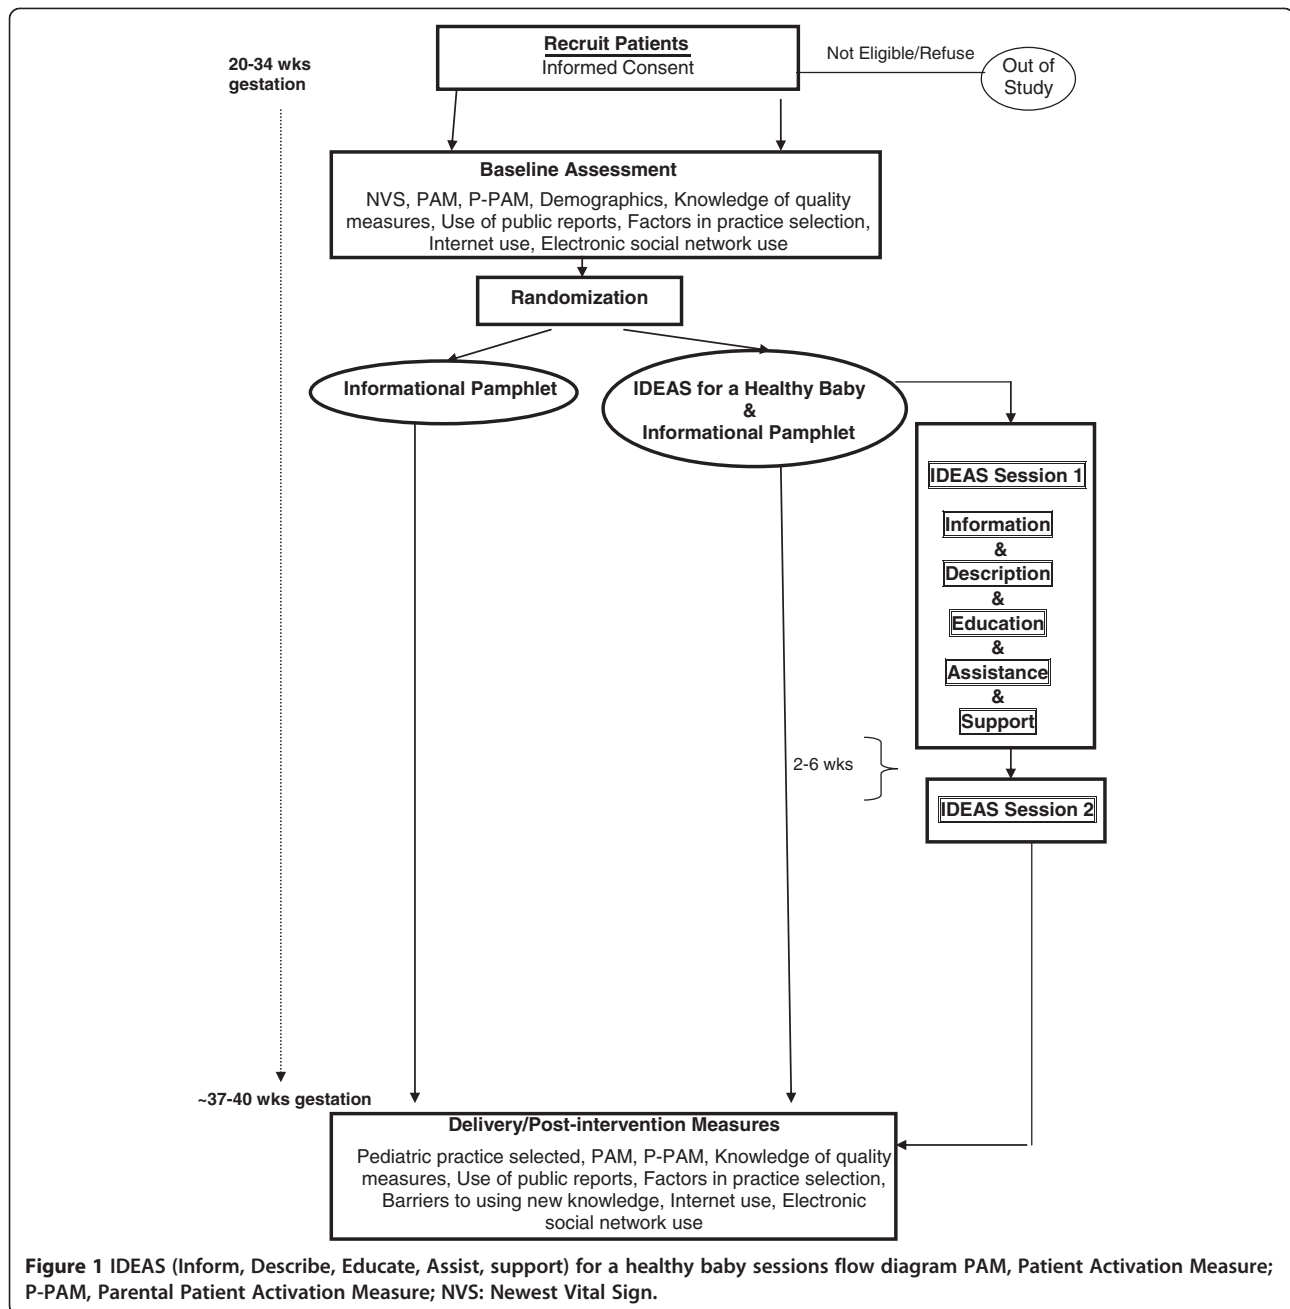 Recruit Patients
Informed Consent
Not Eligible/Refuse
Out of
Study
20-34 wks
gestation
Baseline Assessment
NVS, PAM, P-PAM, Demographics, Knowledge of quality
measures, Use of public reports, Factors in practice selection,
Internet use, Electronic social network use
Randomization
Informational Pamphlet
IDEAS for a Healthy Baby
&
Informational Pamphlet
IDEAS Session 1
Information
&
Description
&
Education
&
Assistance
&
Support
2-6 wks
IDEAS Session 2
~37-40 wks gestation
Delivery/Post-intervention Measures
Pediatric practice selected, PAM, P-PAM, Knowledge of quality
measures, Use of public reports, Factors in practice selection,
Barriers to using new knowledge, Internet use, Electronic
social network use
Figure 1 IDEAS (Inform, Describe, Educate, Assist, support) for a healthy baby sessions flow diagram PAM, Patient Activation Measure;
P-PAM, Parental Patient Activation Measure; NVS: Newest Vital Sign.